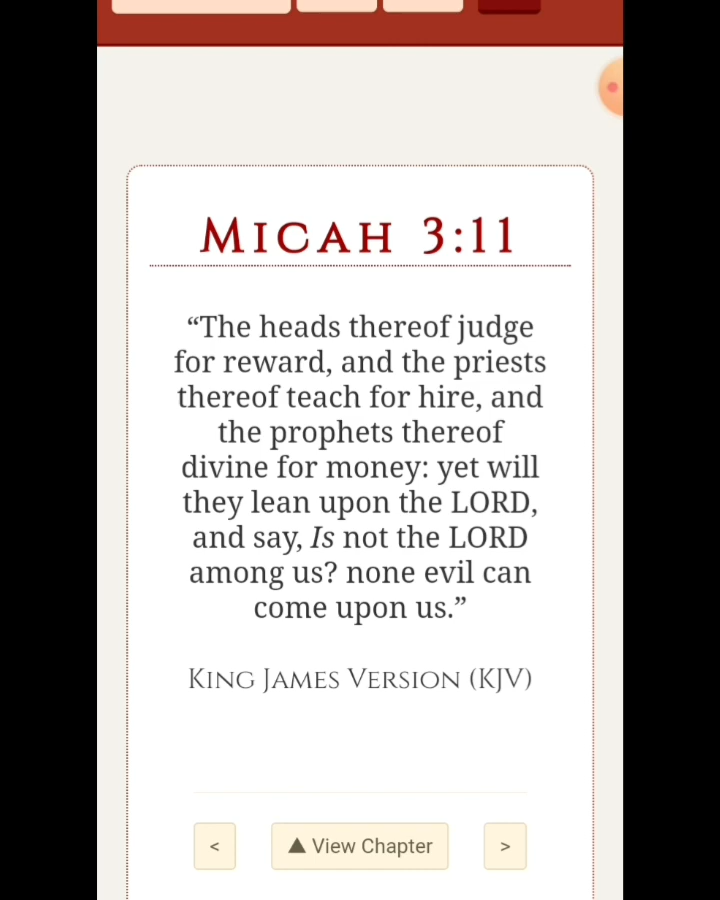 MICAH 3:11
“The heads thereof judge
for reward, and the priests
thereof teach for hire, and
the prophets thereof
divine for money: yet will
they lean upon the LORD,
and say, Is not the LORD
among us? none evil can
come upon us.”
KING JAMES VERSION (KJV)
< ▲ View Chapter >